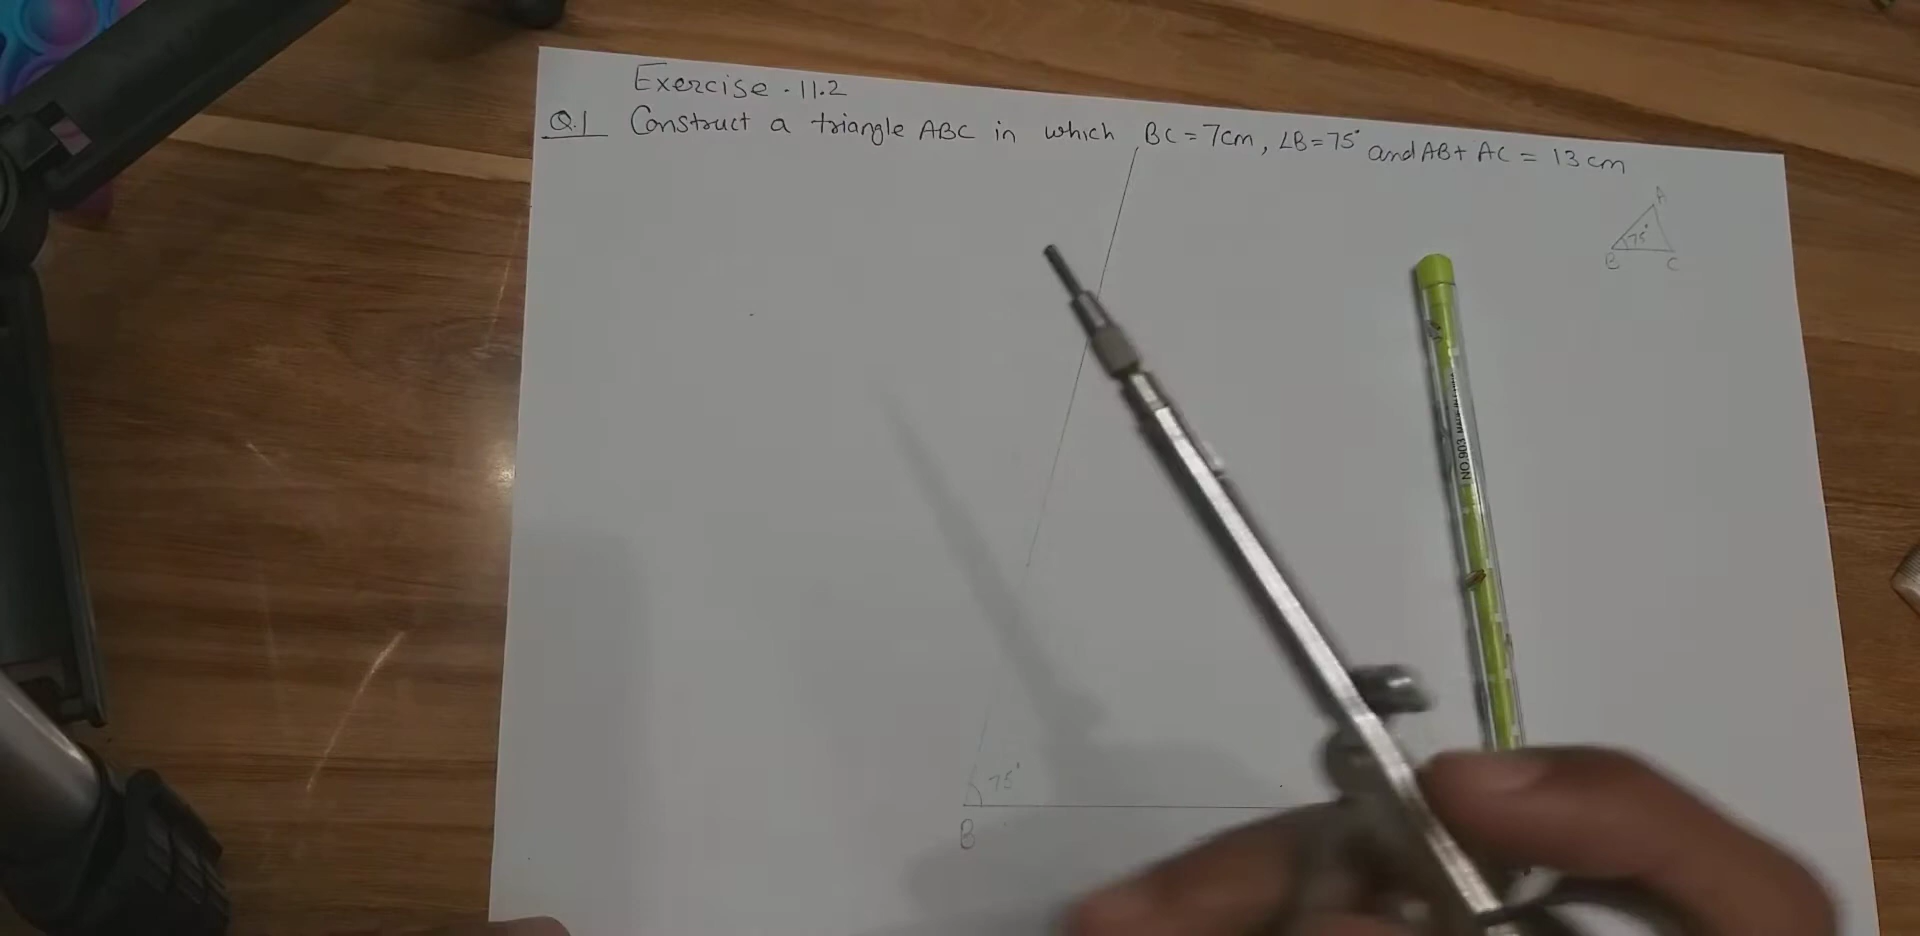 Exercise . 11.2
Q.1 Construct a triangle ABC in which BC = 7cm, ∠B = 75° and AB + AC = 13 cm
A
75°
B C
NO.903
75°
B